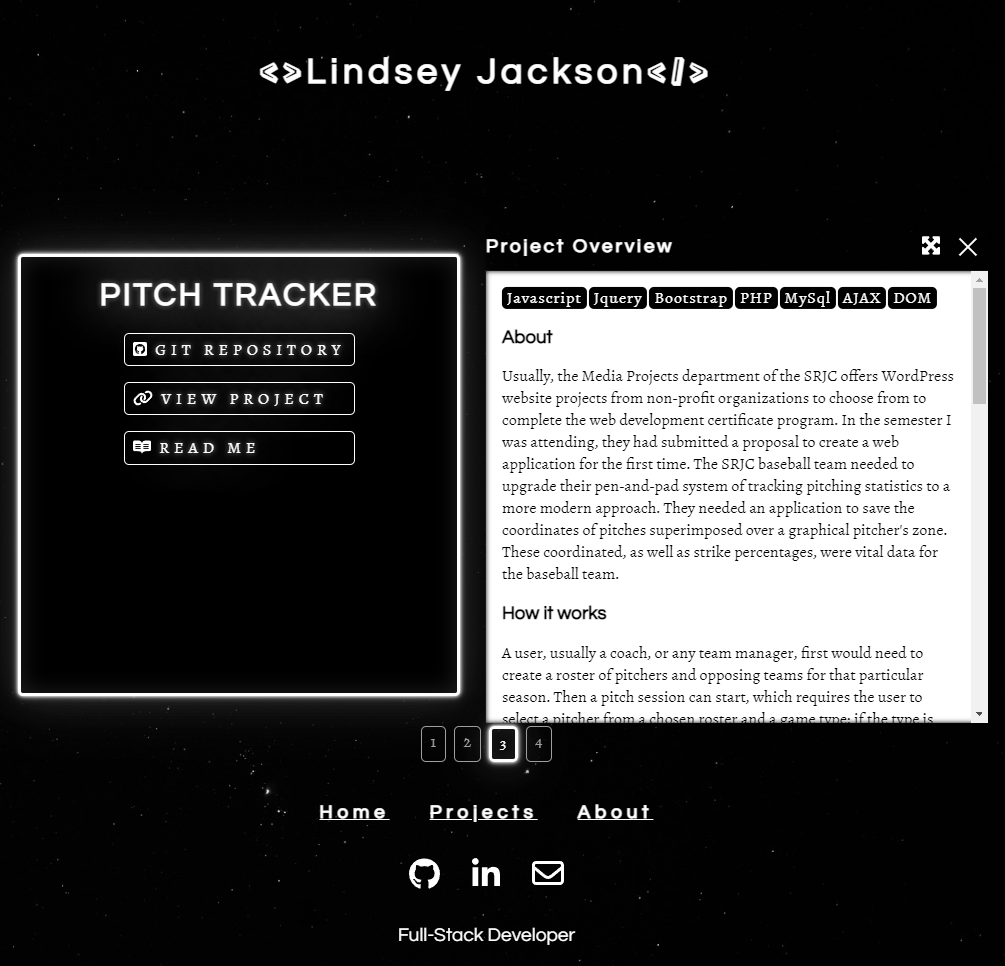 <>Lindsey Jackson</>
PITCH TRACKER
GIT REPOSITORY
VIEW PROJECT
READ ME
Project Overview
Javascript Jquery Bootstrap PHP MySql AJAX DOM
About
Usually, the Media Projects department of the SRJC offers WordPress
website projects from non-profit organizations to choose from to
complete the web development certificate program. In the semester I
was attending, they had submitted a proposal to create a web
application for the first time. The SRJC baseball team needed to
upgrade their pen-and-pad system of tracking pitching statistics to a
more modern approach. They needed an application to save the
coordinates of pitches superimposed over a graphical pitcher's zone.
These coordinated, as well as strike percentages, were vital data for
the baseball team.
How it works
A user, usually a coach, or any team manager, first would need to
create a roster of pitchers and opposing teams for that particular
season. Then a pitch session can start, which requires the user to
select a pitcher from a chosen roster and a game type; if the type is
1 2 3 4
Home Projects About
in
Full-Stack Developer